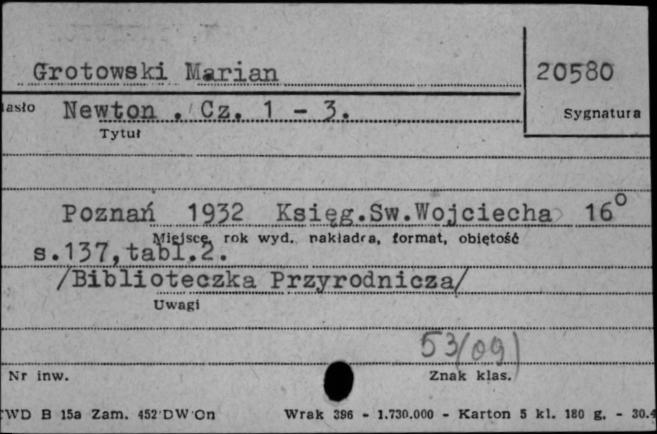 Grotowski Marian
20580
Hasło Newton . Cz. 1 - 3.
Sygnatura
Tytuł
Poznań 1932 Księg.Sw.Wojciecha 16°
Miejsce, rok wyd. nakładca, format, objętość
s.137,tabl.2.
/Biblioteczka Przyrodnicza/
Uwagi
53(09)
Nr inw.
Znak klas.
CWD B 15a Zam. 452 DW On Wrak 396 - 1.730.000 - Karton 5 kl. 180 g. - 30.4